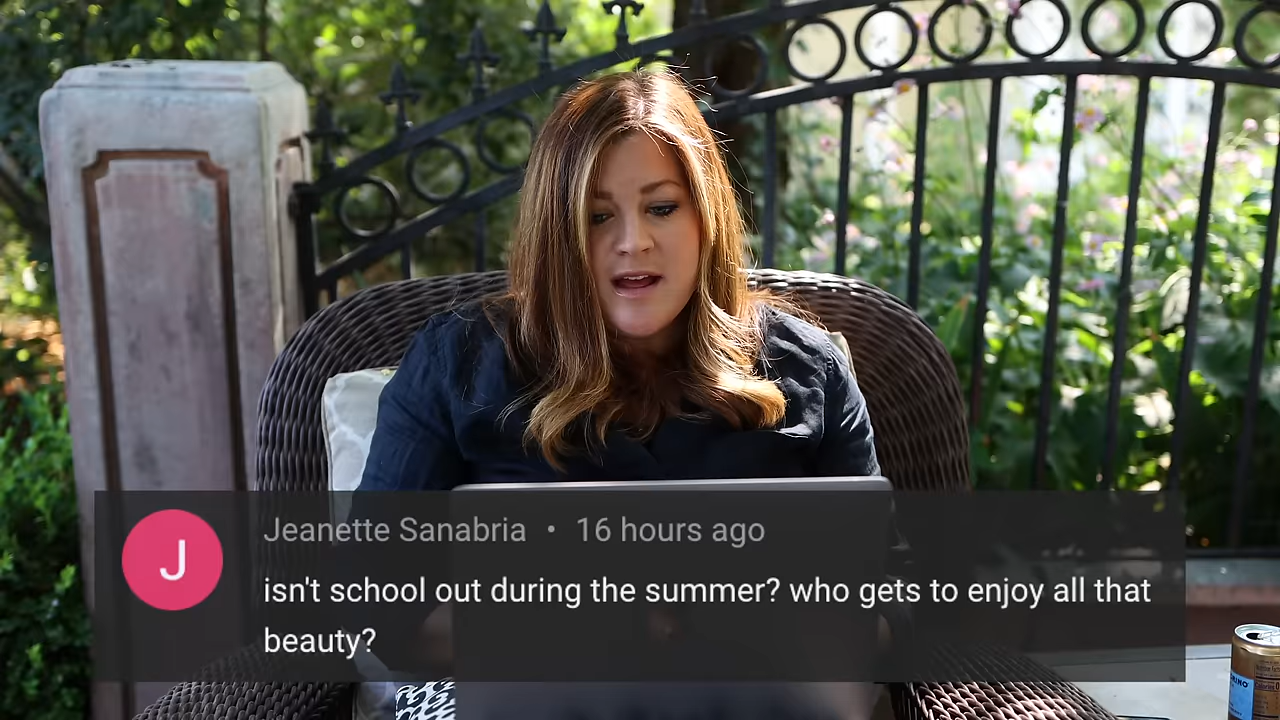 J
Jeanette Sanabria • 16 hours ago
isn't school out during the summer? who gets to enjoy all that
beauty?